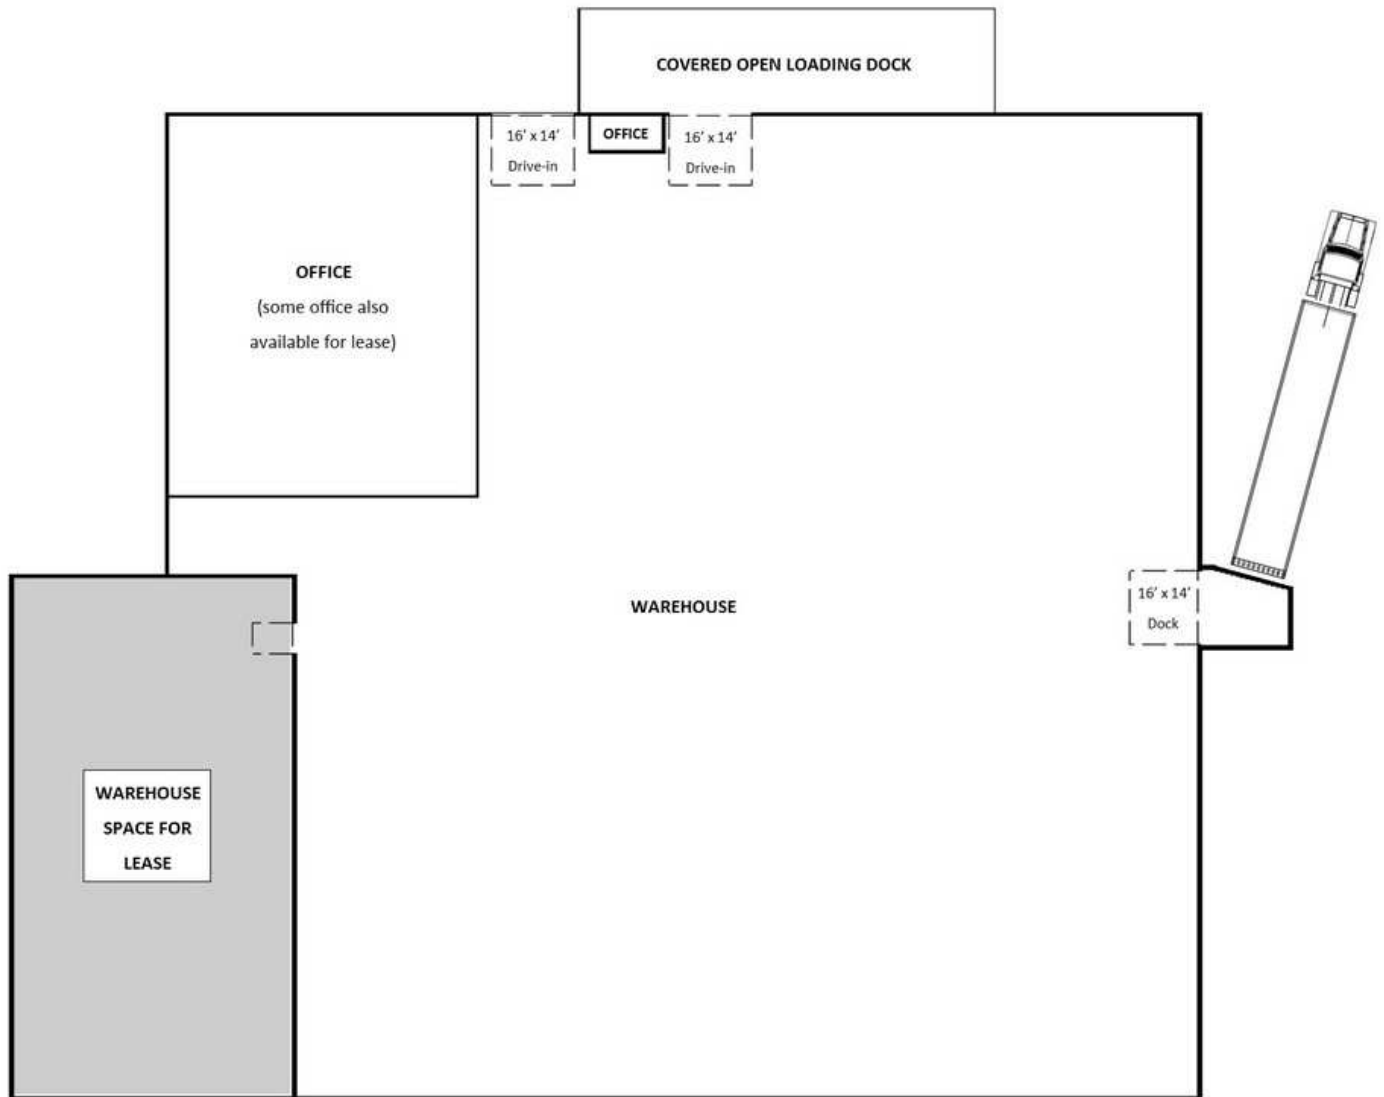 COVERED OPEN LOADING DOCK
16' x 14'
Drive-in
OFFICE
16' x 14'
Drive-in
OFFICE
(some office also
available for lease)
WAREHOUSE
16' x 14'
Dock
WAREHOUSE
SPACE FOR
LEASE